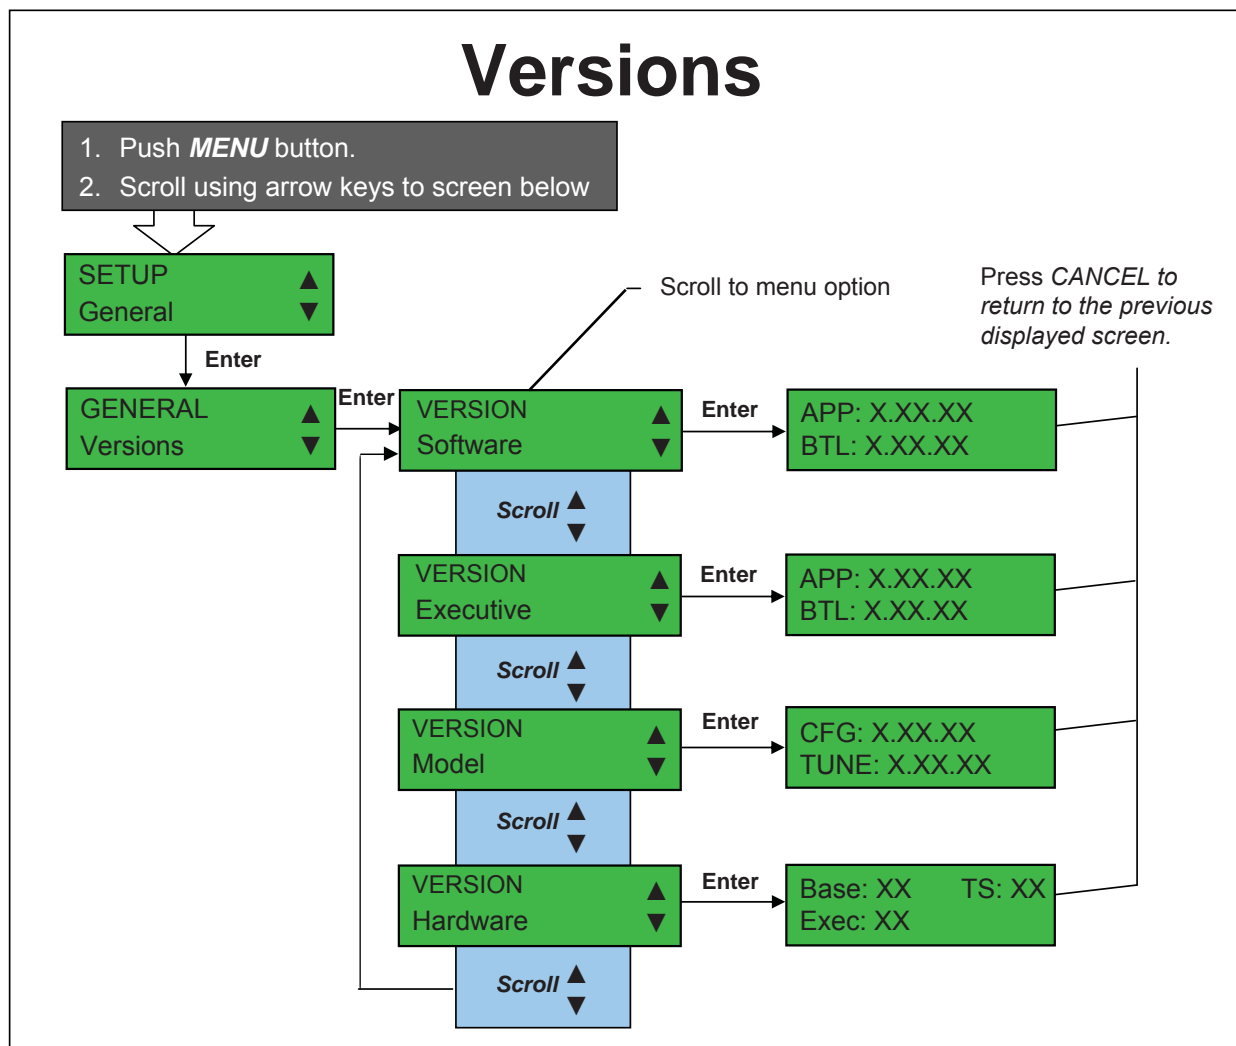 Versions
1. Push MENU button.
2. Scroll using arrow keys to screen below
SETUP
General
Enter
GENERAL
Versions
Enter
Scroll to menu option
Press CANCEL to
return to the previous
displayed screen.
VERSION
Software
Enter
APP: X.XX.XX
BTL: X.XX.XX
Scroll
VERSION
Executive
Enter
APP: X.XX.XX
BTL: X.XX.XX
Scroll
VERSION
Model
Enter
CFG: X.XX.XX
TUNE: X.XX.XX
Scroll
VERSION
Hardware
Enter
Base: XX TS: XX
Exec: XX
Scroll